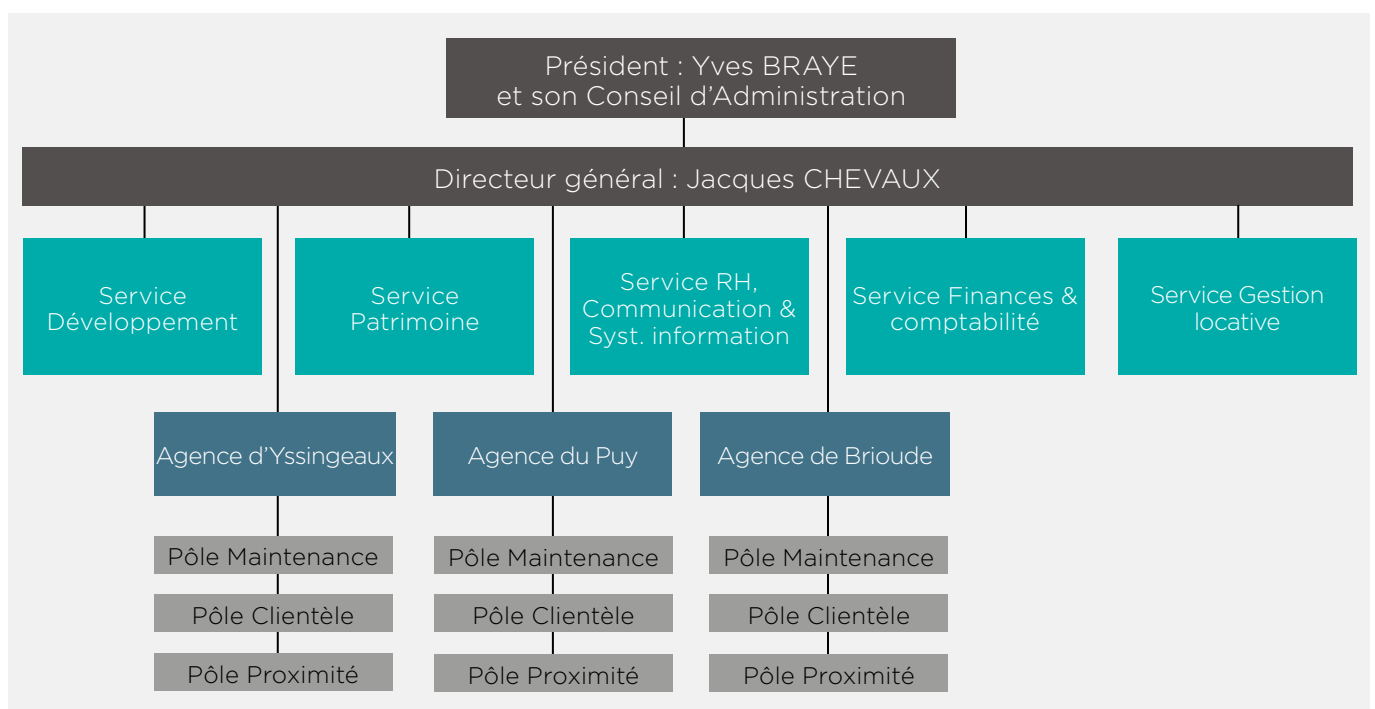 Président : Yves BRAYE
et son Conseil d’Administration
Directeur général : Jacques CHEVAUX
Service
Développement
Service
Patrimoine
Service RH,
Communication &
Syst. information
Service Finances &
comptabilité
Service Gestion
locative
Agence d’Yssingeaux
Agence du Puy
Agence de Brioude
Pôle Maintenance
Pôle Maintenance
Pôle Maintenance
Pôle Clientèle
Pôle Clientèle
Pôle Clientèle
Pôle Proximité
Pôle Proximité
Pôle Proximité